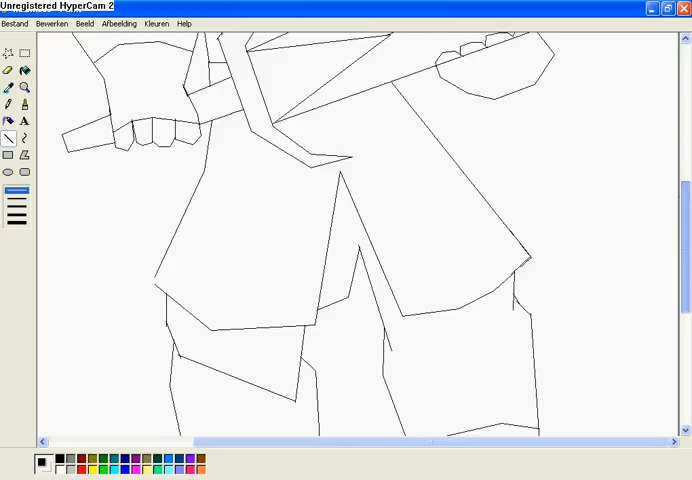 Unregistered HyperCam 2
Bestand Bewerken Beeld Afbeelding Kleuren Help
A